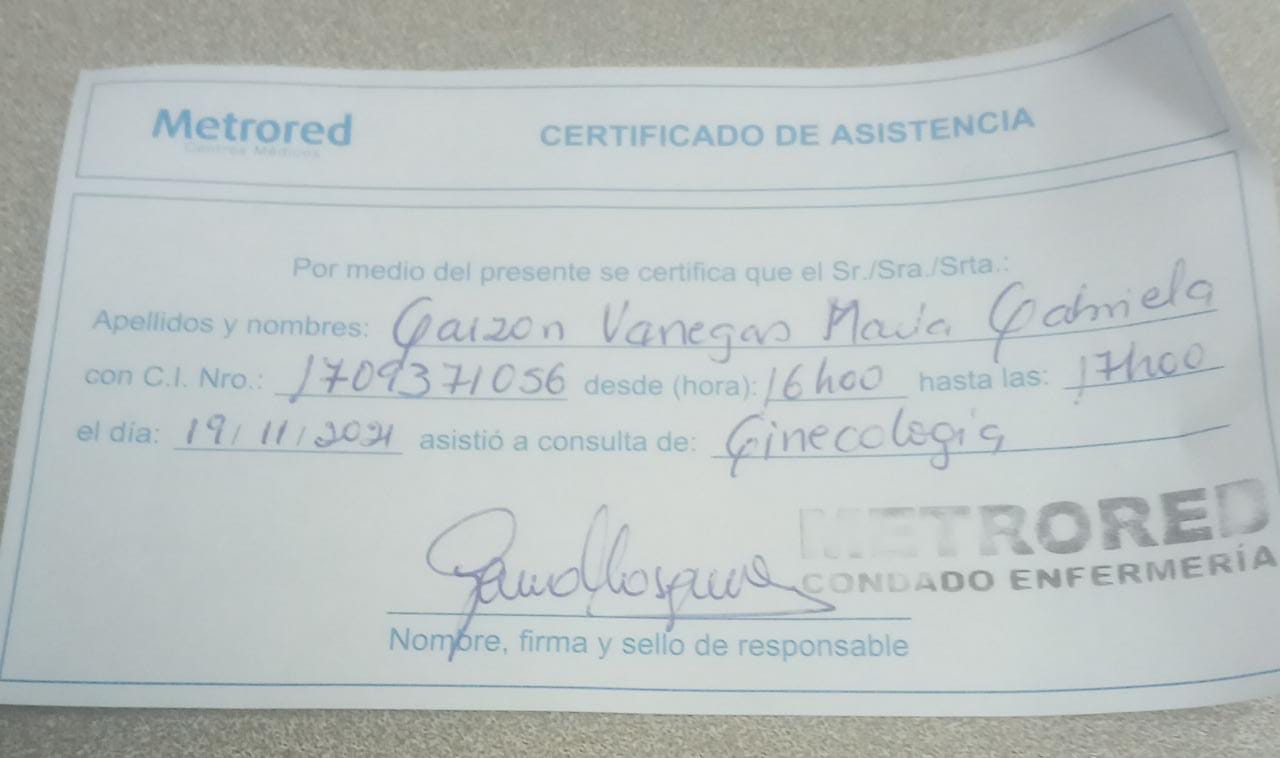 Metrored
Centros Médicos
CERTIFICADO DE ASISTENCIA
Por medio del presente se certifica que el Sr./Sra./Srta.:
Apellidos y nombres: Garzon Vanegas Maria Gabriela
con C.I. Nro.: 1709371056 desde (hora): 16h00 hasta las: 17h00
el día: 19/11/2021 asistió a consulta de: Ginecologia
METRORED
CONDADO ENFERMERÍA
Nombre, firma y sello de responsable